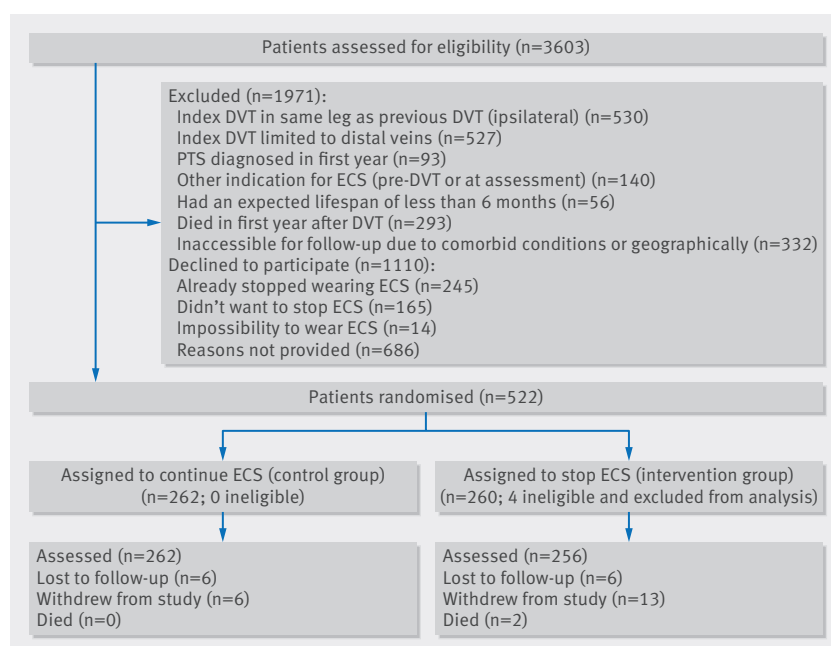 Patients assessed for eligibility (n=3603)
Excluded (n=1971):
Index DVT in same leg as previous DVT (ipsilateral) (n=530)
Index DVT limited to distal veins (n=527)
PTS diagnosed in first year (n=93)
Other indication for ECS (pre-DVT or at assessment) (n=140)
Had an expected lifespan of less than 6 months (n=56)
Died in first year after DVT (n=293)
Inaccessible for follow-up due to comorbid conditions or geographically (n=332)
Declined to participate (n=1110):
Already stopped wearing ECS (n=245)
Didn't want to stop ECS (n=165)
Impossibility to wear ECS (n=14)
Reasons not provided (n=686)
Patients randomised (n=522)
Assigned to continue ECS (control group)
(n=262; 0 ineligible)
Assigned to stop ECS (intervention group)
(n=260; 4 ineligible and excluded from analysis)
Assessed (n=262)
Lost to follow-up (n=6)
Withdrew from study (n=6)
Died (n=0)
Assessed (n=256)
Lost to follow-up (n=6)
Withdrew from study (n=13)
Died (n=2)